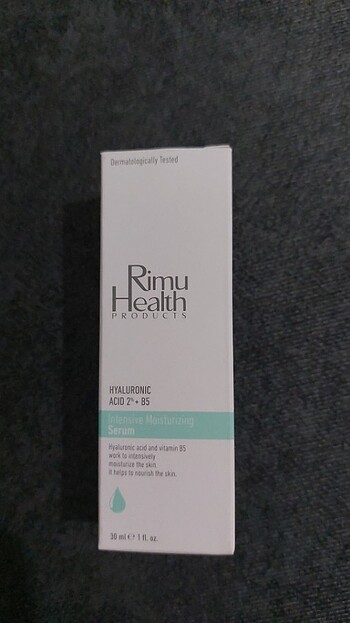 Dermatologically Tested
Rimu
Health
PRODUCTS
HYALURONIC
ACID 2% + B5
Intensive Moisturizing
Serum
Hyaluronic acid and vitamin B5
work to intensively
moisturize the skin.
It helps to nourish the skin.
30 ml ℮ 1 fl. oz.